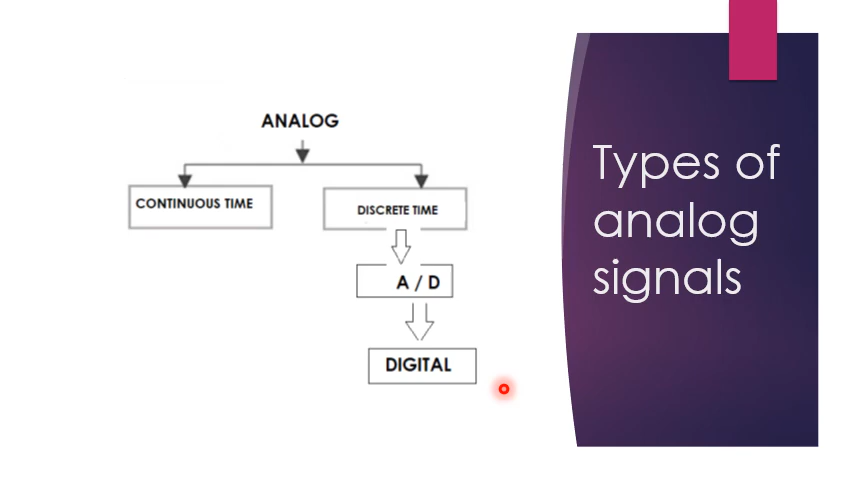 ANALOG
CONTINUOUS TIME
DISCRETE TIME
A / D
DIGITAL
Types of
analog
signals